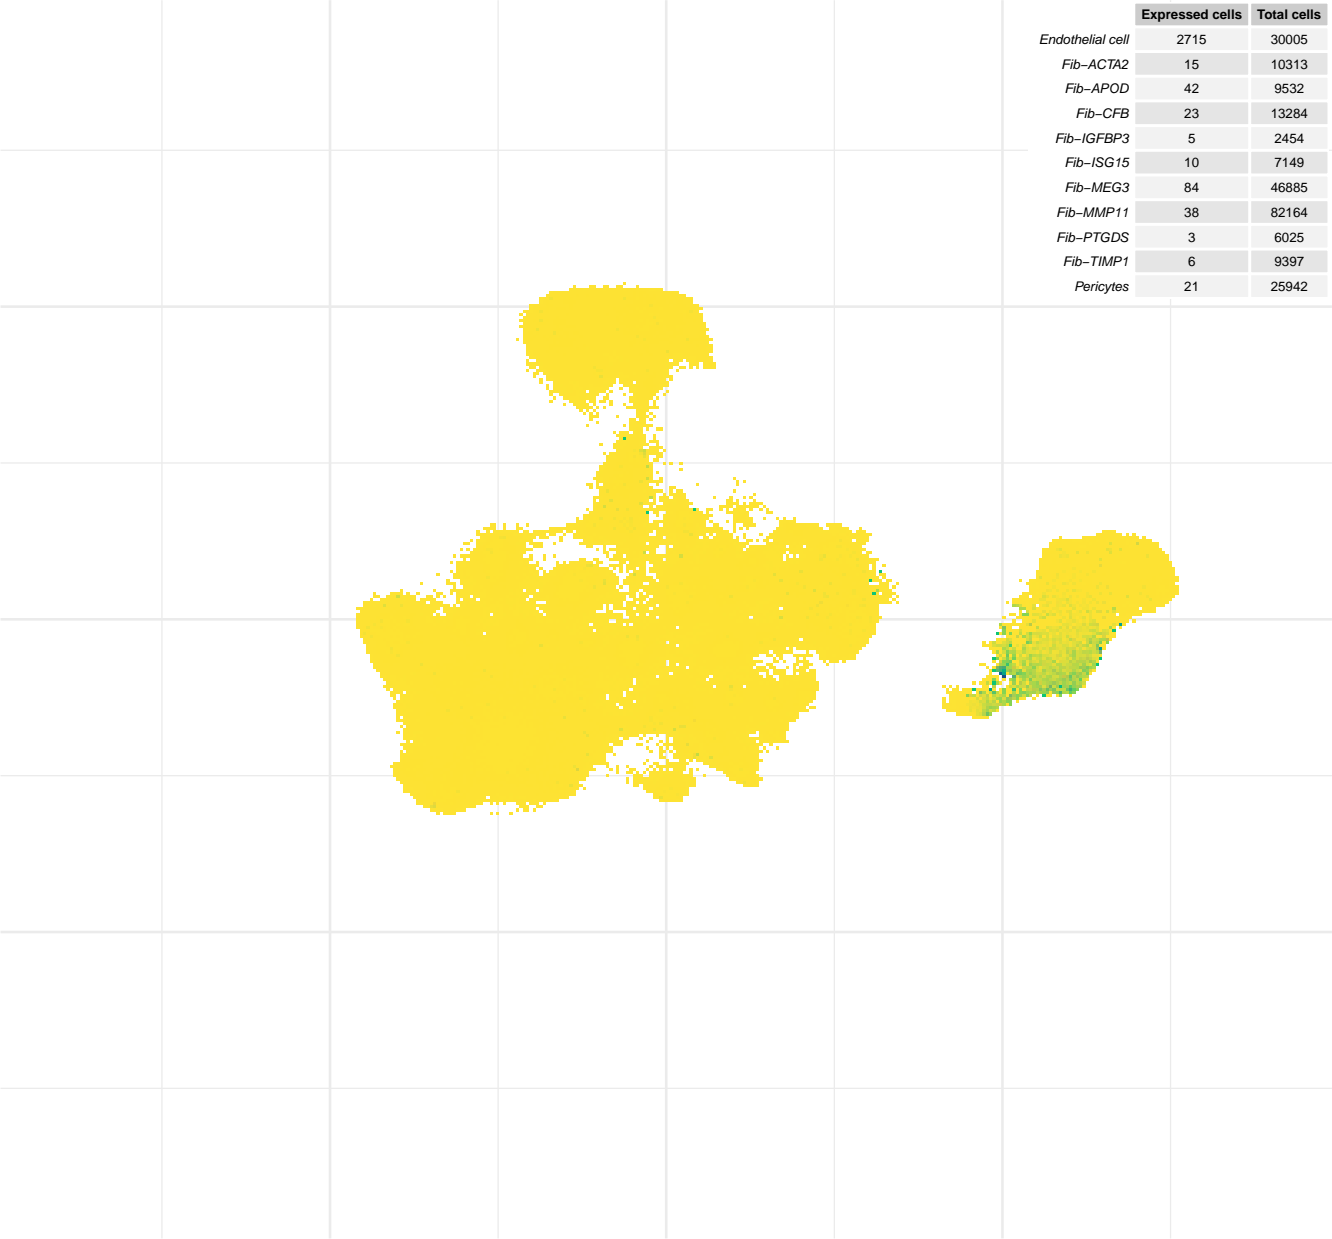 Expressed cells Total cells
Endothelial cell 2715 30005
Fib−ACTA2 15 10313
Fib−APOD 42 9532
Fib−CFB 23 13284
Fib−IGFBP3 5 2454
Fib−ISG15 10 7149
Fib−MEG3 84 46885
Fib−MMP11 38 82164
Fib−PTGDS 3 6025
Fib−TIMP1 6 9397
Pericytes 21 25942